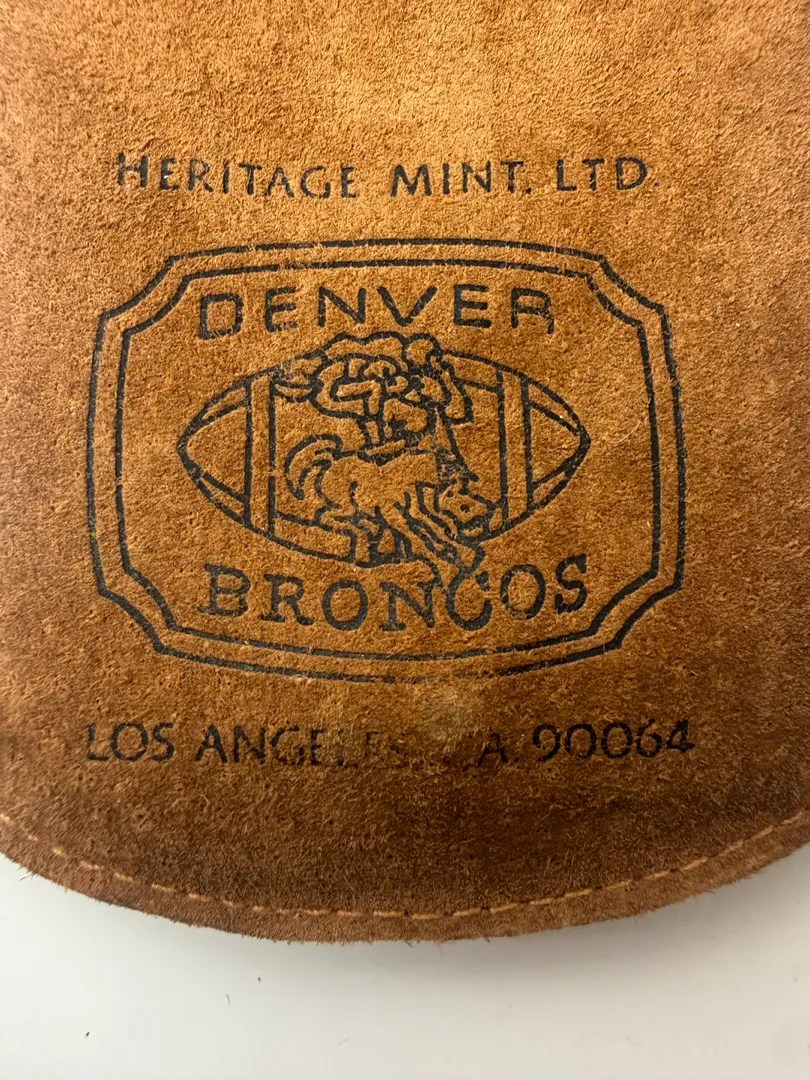 HERITAGE MINT. LTD.
DENVER
BRONCOS
LOS ANGELES, CA. 90064